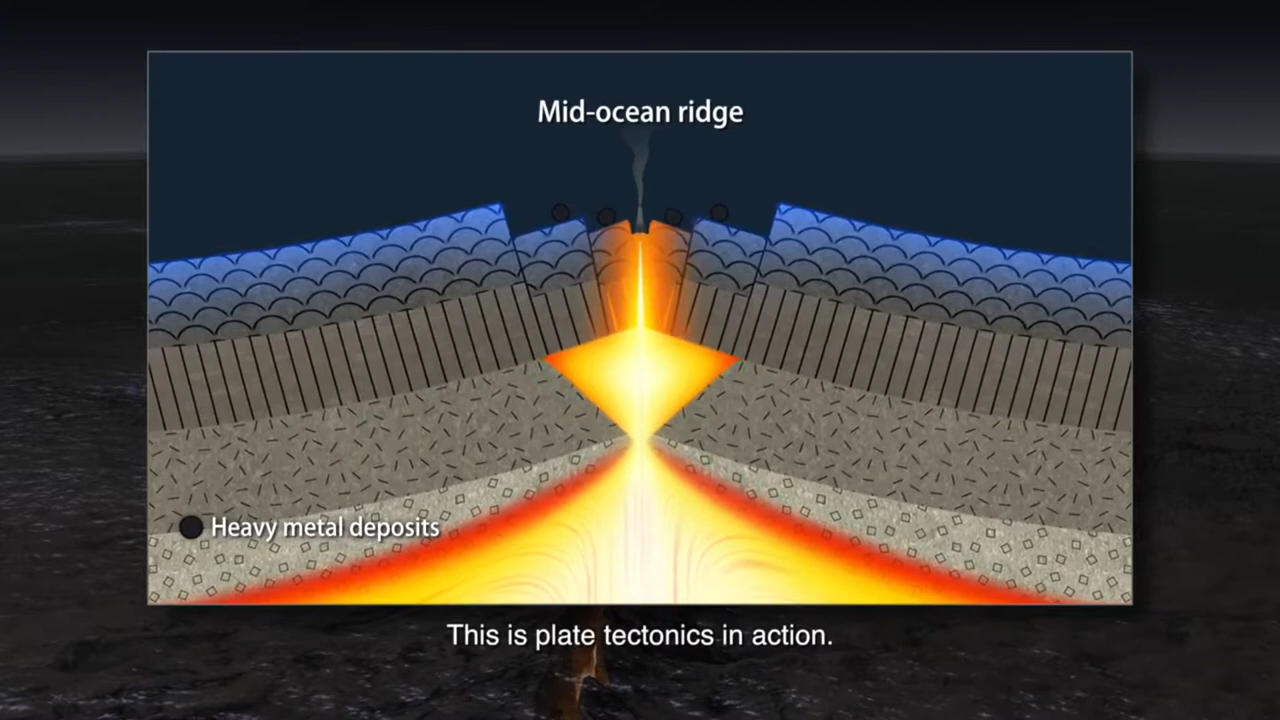 Mid-ocean ridge
Heavy metal deposits
This is plate tectonics in action.